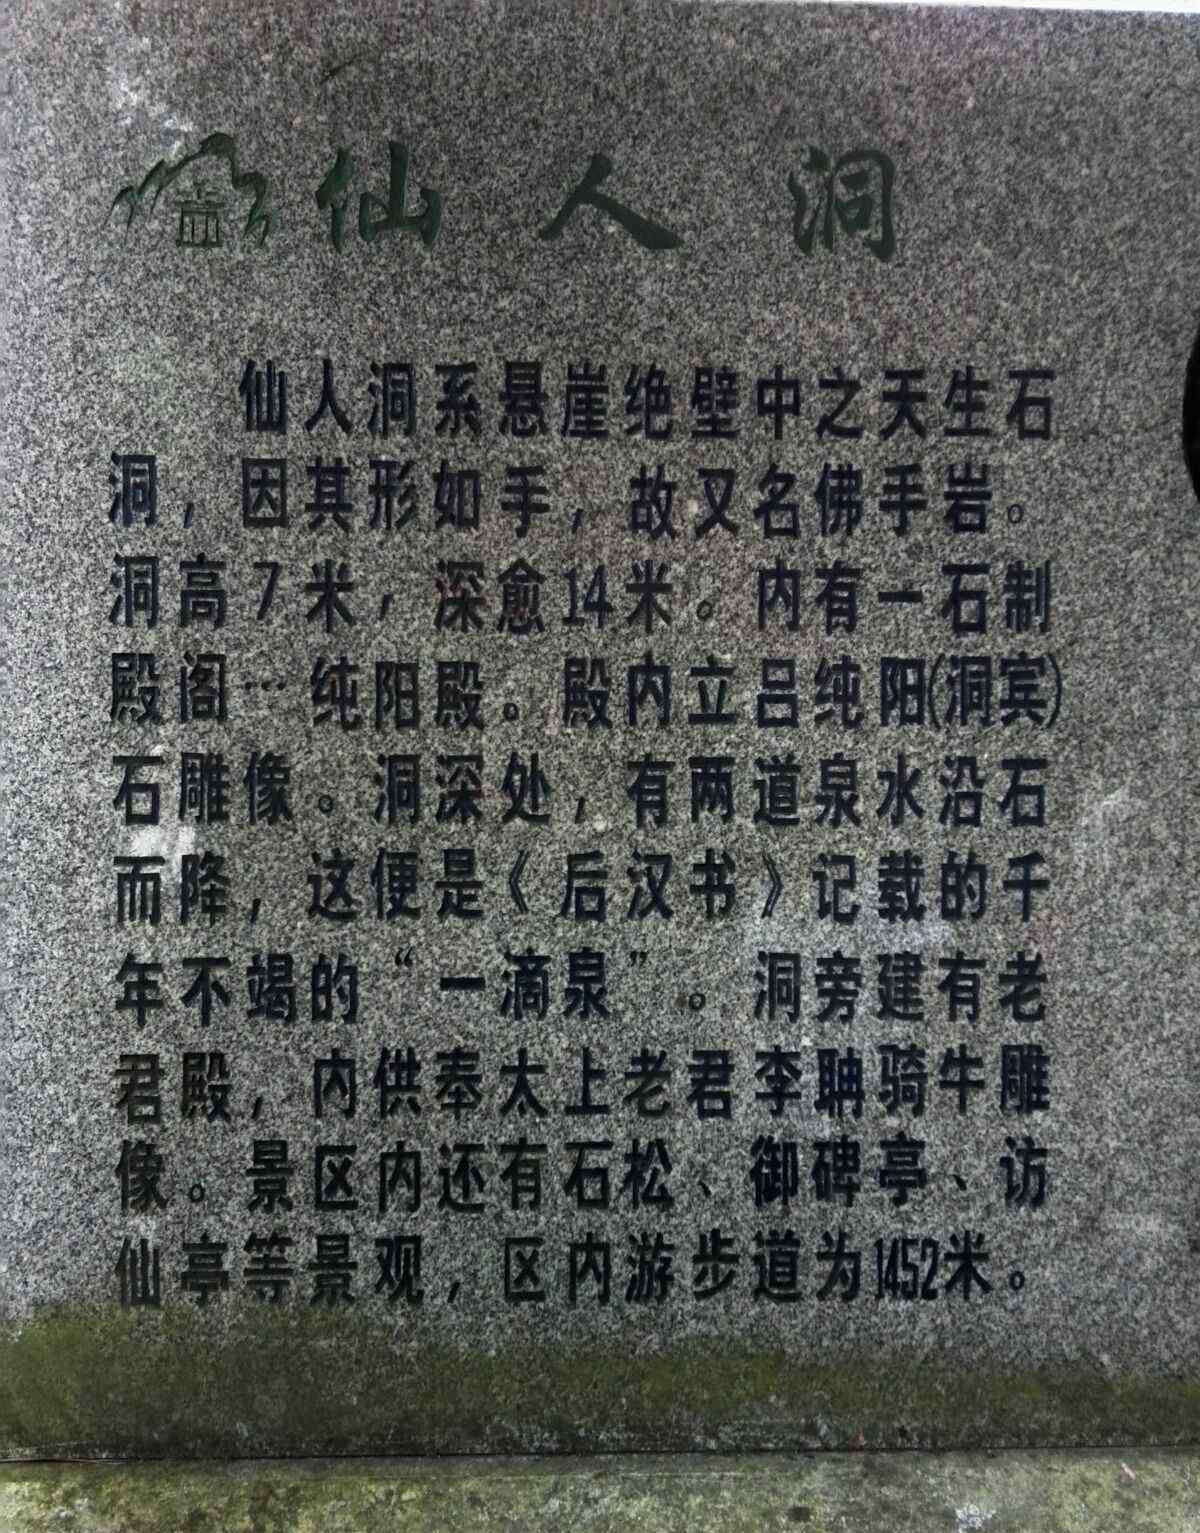 仙人洞
仙人洞系悬崖绝壁中之天生石
洞，因其形如手，故又名佛手岩。
洞高7米，深愈14米。内有一石制
殿阁…纯阳殿。殿内立吕纯阳(洞宾)
石雕像。洞深处，有两道泉水沿石
而降，这便是《后汉书》记载的千
年不竭的“一滴泉”。洞旁建有老
君殿，内供奉太上老君李聃骑牛雕
像。景区内还有石松、御碑亭、访
仙亭等景观，区内游步道为1452米。